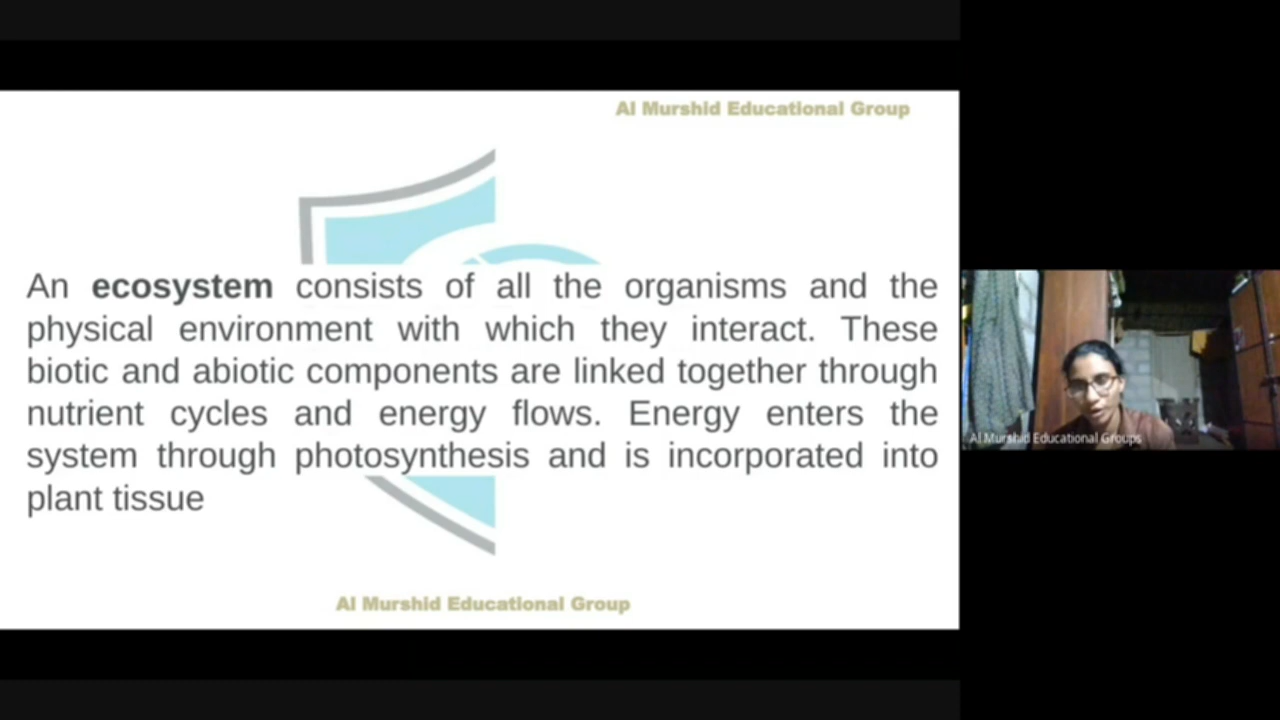 Al Murshid Educational Group
An ecosystem consists of all the organisms and the
physical environment with which they interact. These
biotic and abiotic components are linked together through
nutrient cycles and energy flows. Energy enters the
system through photosynthesis and is incorporated into
plant tissue
Al Murshid Educational Groups
Al Murshid Educational Group